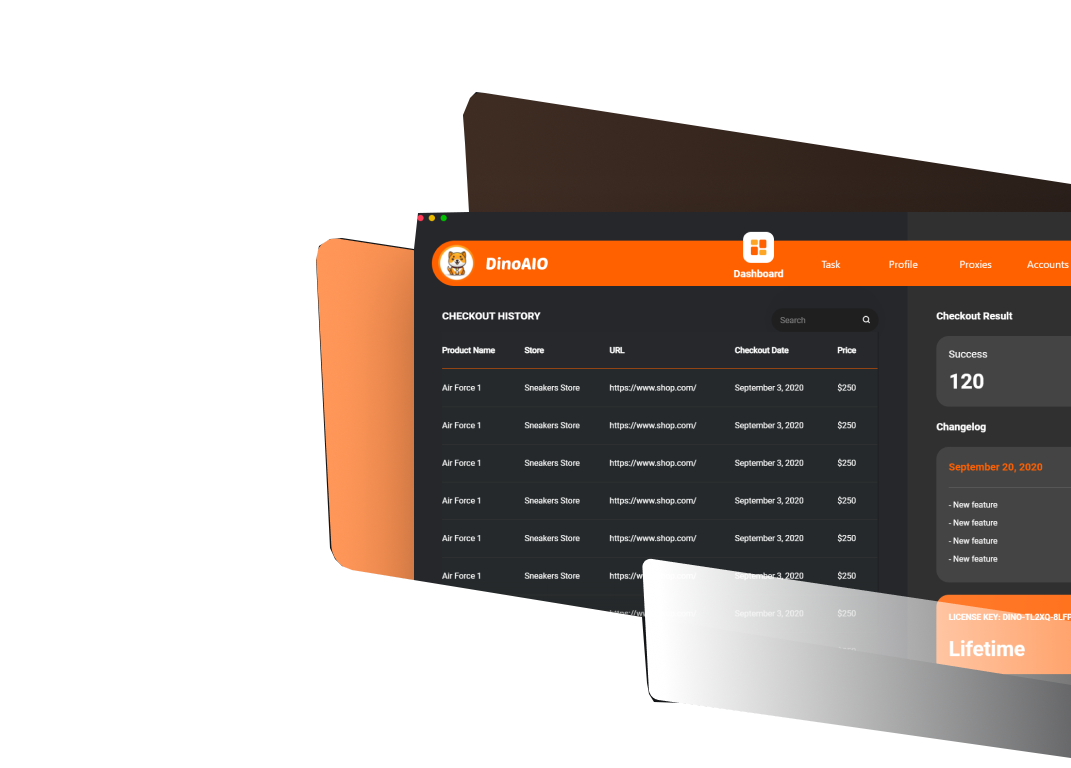 DinoAIO
Dashboard
Task
Profile
Proxies
Accounts
CHECKOUT HISTORY
Search
Product Name Store URL Checkout Date Price
Air Force 1 Sneakers Store https://www.shop.com/ September 3, 2020 $250
Air Force 1 Sneakers Store https://www.shop.com/ September 3, 2020 $250
Air Force 1 Sneakers Store https://www.shop.com/ September 3, 2020 $250
Air Force 1 Sneakers Store https://www.shop.com/ September 3, 2020 $250
Air Force 1 Sneakers Store https://www.shop.com/ September 3, 2020 $250
Air Force 1 Sneakers Store September 3, 2020 $250
September 3, 2020 $250
Checkout Result
Success
120
Changelog
September 20, 2020
- New feature
- New feature
- New feature
- New feature
LICENSE KEY: DINO-TL2XQ-8LFP
Lifetime